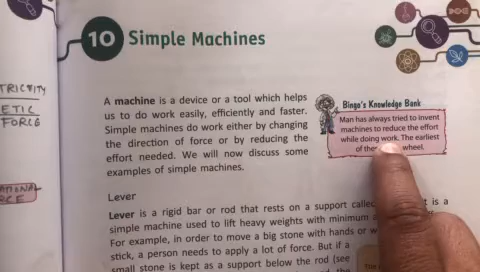 10 Simple Machines
TRICITY
ETIC
FORCE
A machine is a device or a tool which helps
us to do work easily, efficiently and faster.
Simple machines do work either by changing
the direction of force or by reducing the
effort needed. We will now discuss some
examples of simple machines.
Bingo's Knowledge Bank
Man has always tried to invent
machines to reduce the effort
while doing work. The earliest
of wheel.
Lever
Lever is a rigid bar or rod that rests on a support t is a
simple machine used to lift heavy weights with minimum
For example, in order to move a big stone with hands or
stick, a person needs to apply a lot of force. But if a
small stone is kept as a support below the rod (see
the